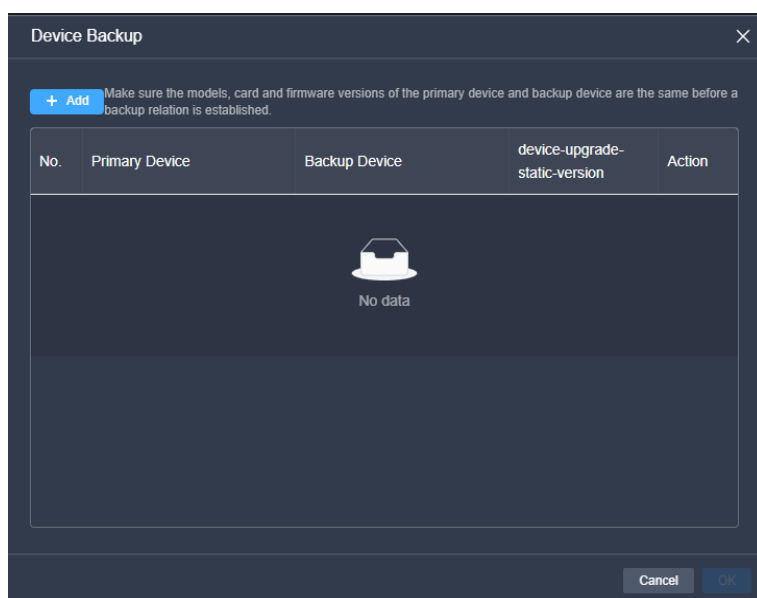 Device Backup
+ Add
Make sure the models, card and firmware versions of the primary device and backup device are the same before a
backup relation is established.
No.
Primary Device
Backup Device
device-upgrade-
static-version
Action
No data
Cancel
OK